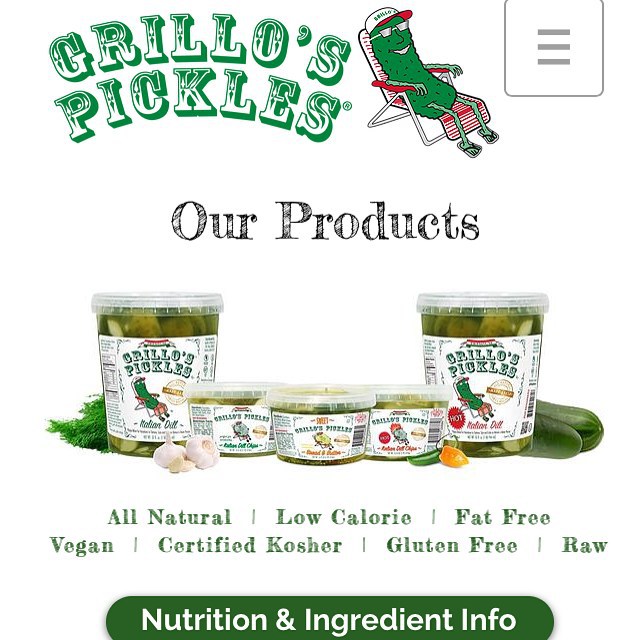 GRILLO'S
GRILLO'S
PICKLES®
Our Products
GRILLO'S
PICKLES
Italian Dill
GRILLO'S PICKLES
Italian Dill Chips
SWEET
GRILLO'S PICKLES
Bread & Butter
GRILLO'S PICKLES
HOT
Italian Dill Chips
GRILLO'S
PICKLES
HOT
Italian Dill
All Natural | Low Calorie | Fat Free
Vegan | Certified Kosher | Gluten Free | Raw
Nutrition & Ingredient Info